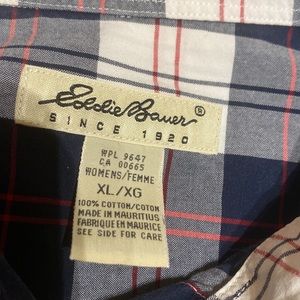 Eddie Bauer ®
SINCE 1920
WPL 9647
CA 00665
WOMENS/FEMME
XL/XG
100% COTTON/COTON
MADE IN MAURITIUS
FABRIQUE EN MAURICE
SEE SIDE FOR CARE